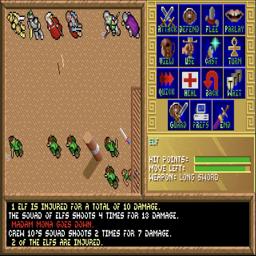 ATTACK DEFEND FLEE PARLAY
VIEW USE CAST TURN
QUICK HEAL BACK WAIT
GUARD PREFS END
ELF
HIT POINTS:
MOVE LEFT:
WEAPON: LONG SWORD
1 ELF IS INJURED FOR A TOTAL OF 10 DAMAGE.
THE SQUAD OF ELFS SHOOTS 4 TIMES FOR 13 DAMAGE.
MADAM MONA GOES DOWN.
CREW 10'S SQUAD SHOOTS 2 TIMES FOR 7 DAMAGE.
2 OF THE ELFS ARE INJURED.